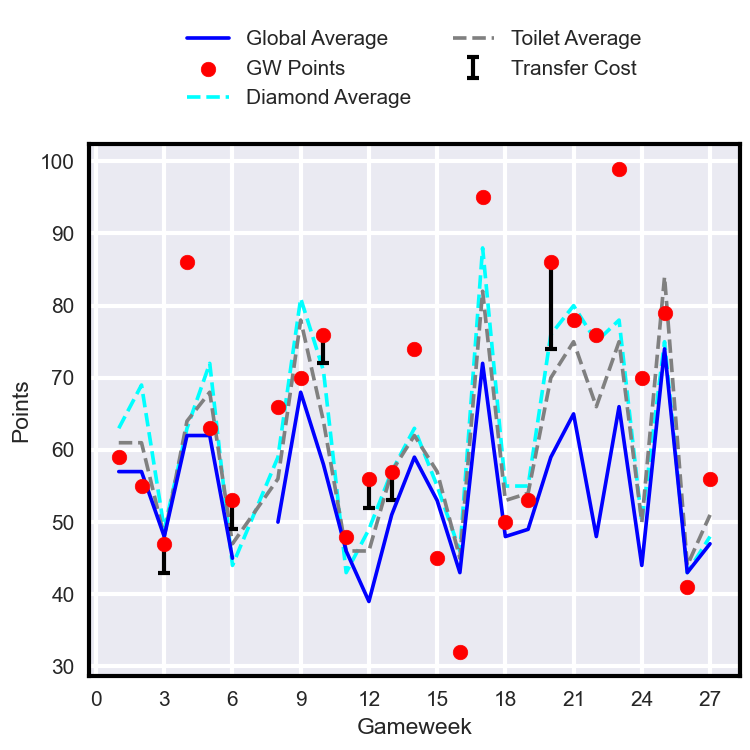 Global Average
GW Points
Diamond Average
Toilet Average
Transfer Cost
100
90
80
70
60
50
40
30
Points
0 3 6 9 12 15 18 21 24 27
Gameweek